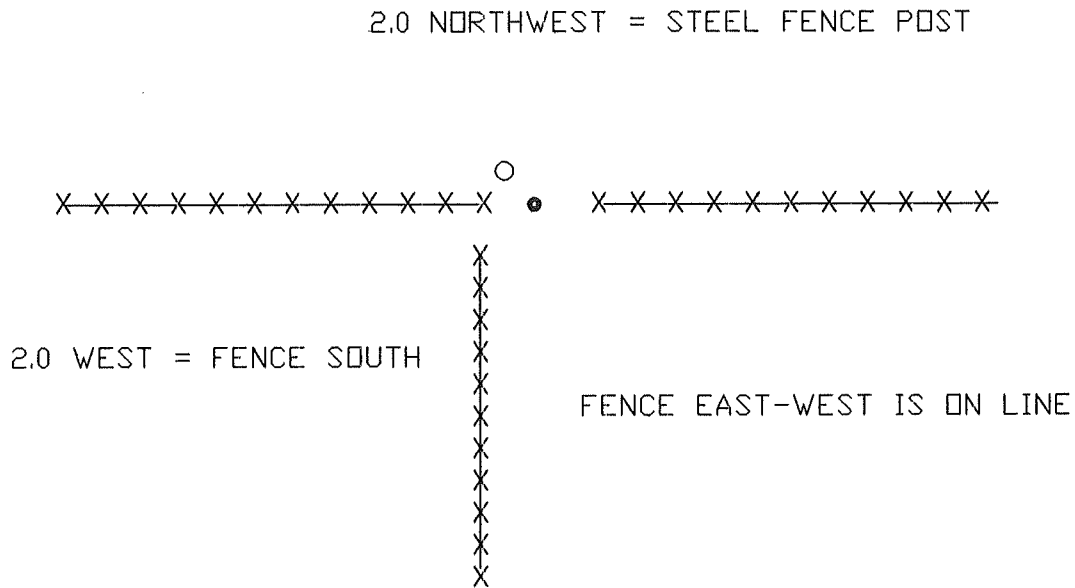 2.0 NORTHWEST = STEEL FENCE POST
2.0 WEST = FENCE SOUTH
FENCE EAST-WEST IS ON LINE